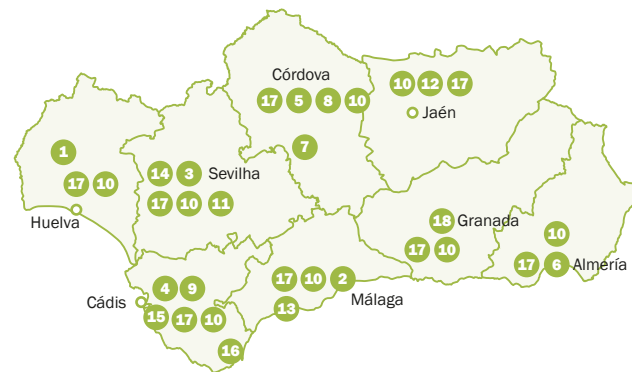 Córdova
17 5 8 10
7
10 12 17
Jaén
1
17 10
Huelva
14 3 Sevilha
17 10 11
18 Granada
17 10
10
17 6 Almería
4 9
Cádis
15 17 10
16
17 10 2
Málaga
13